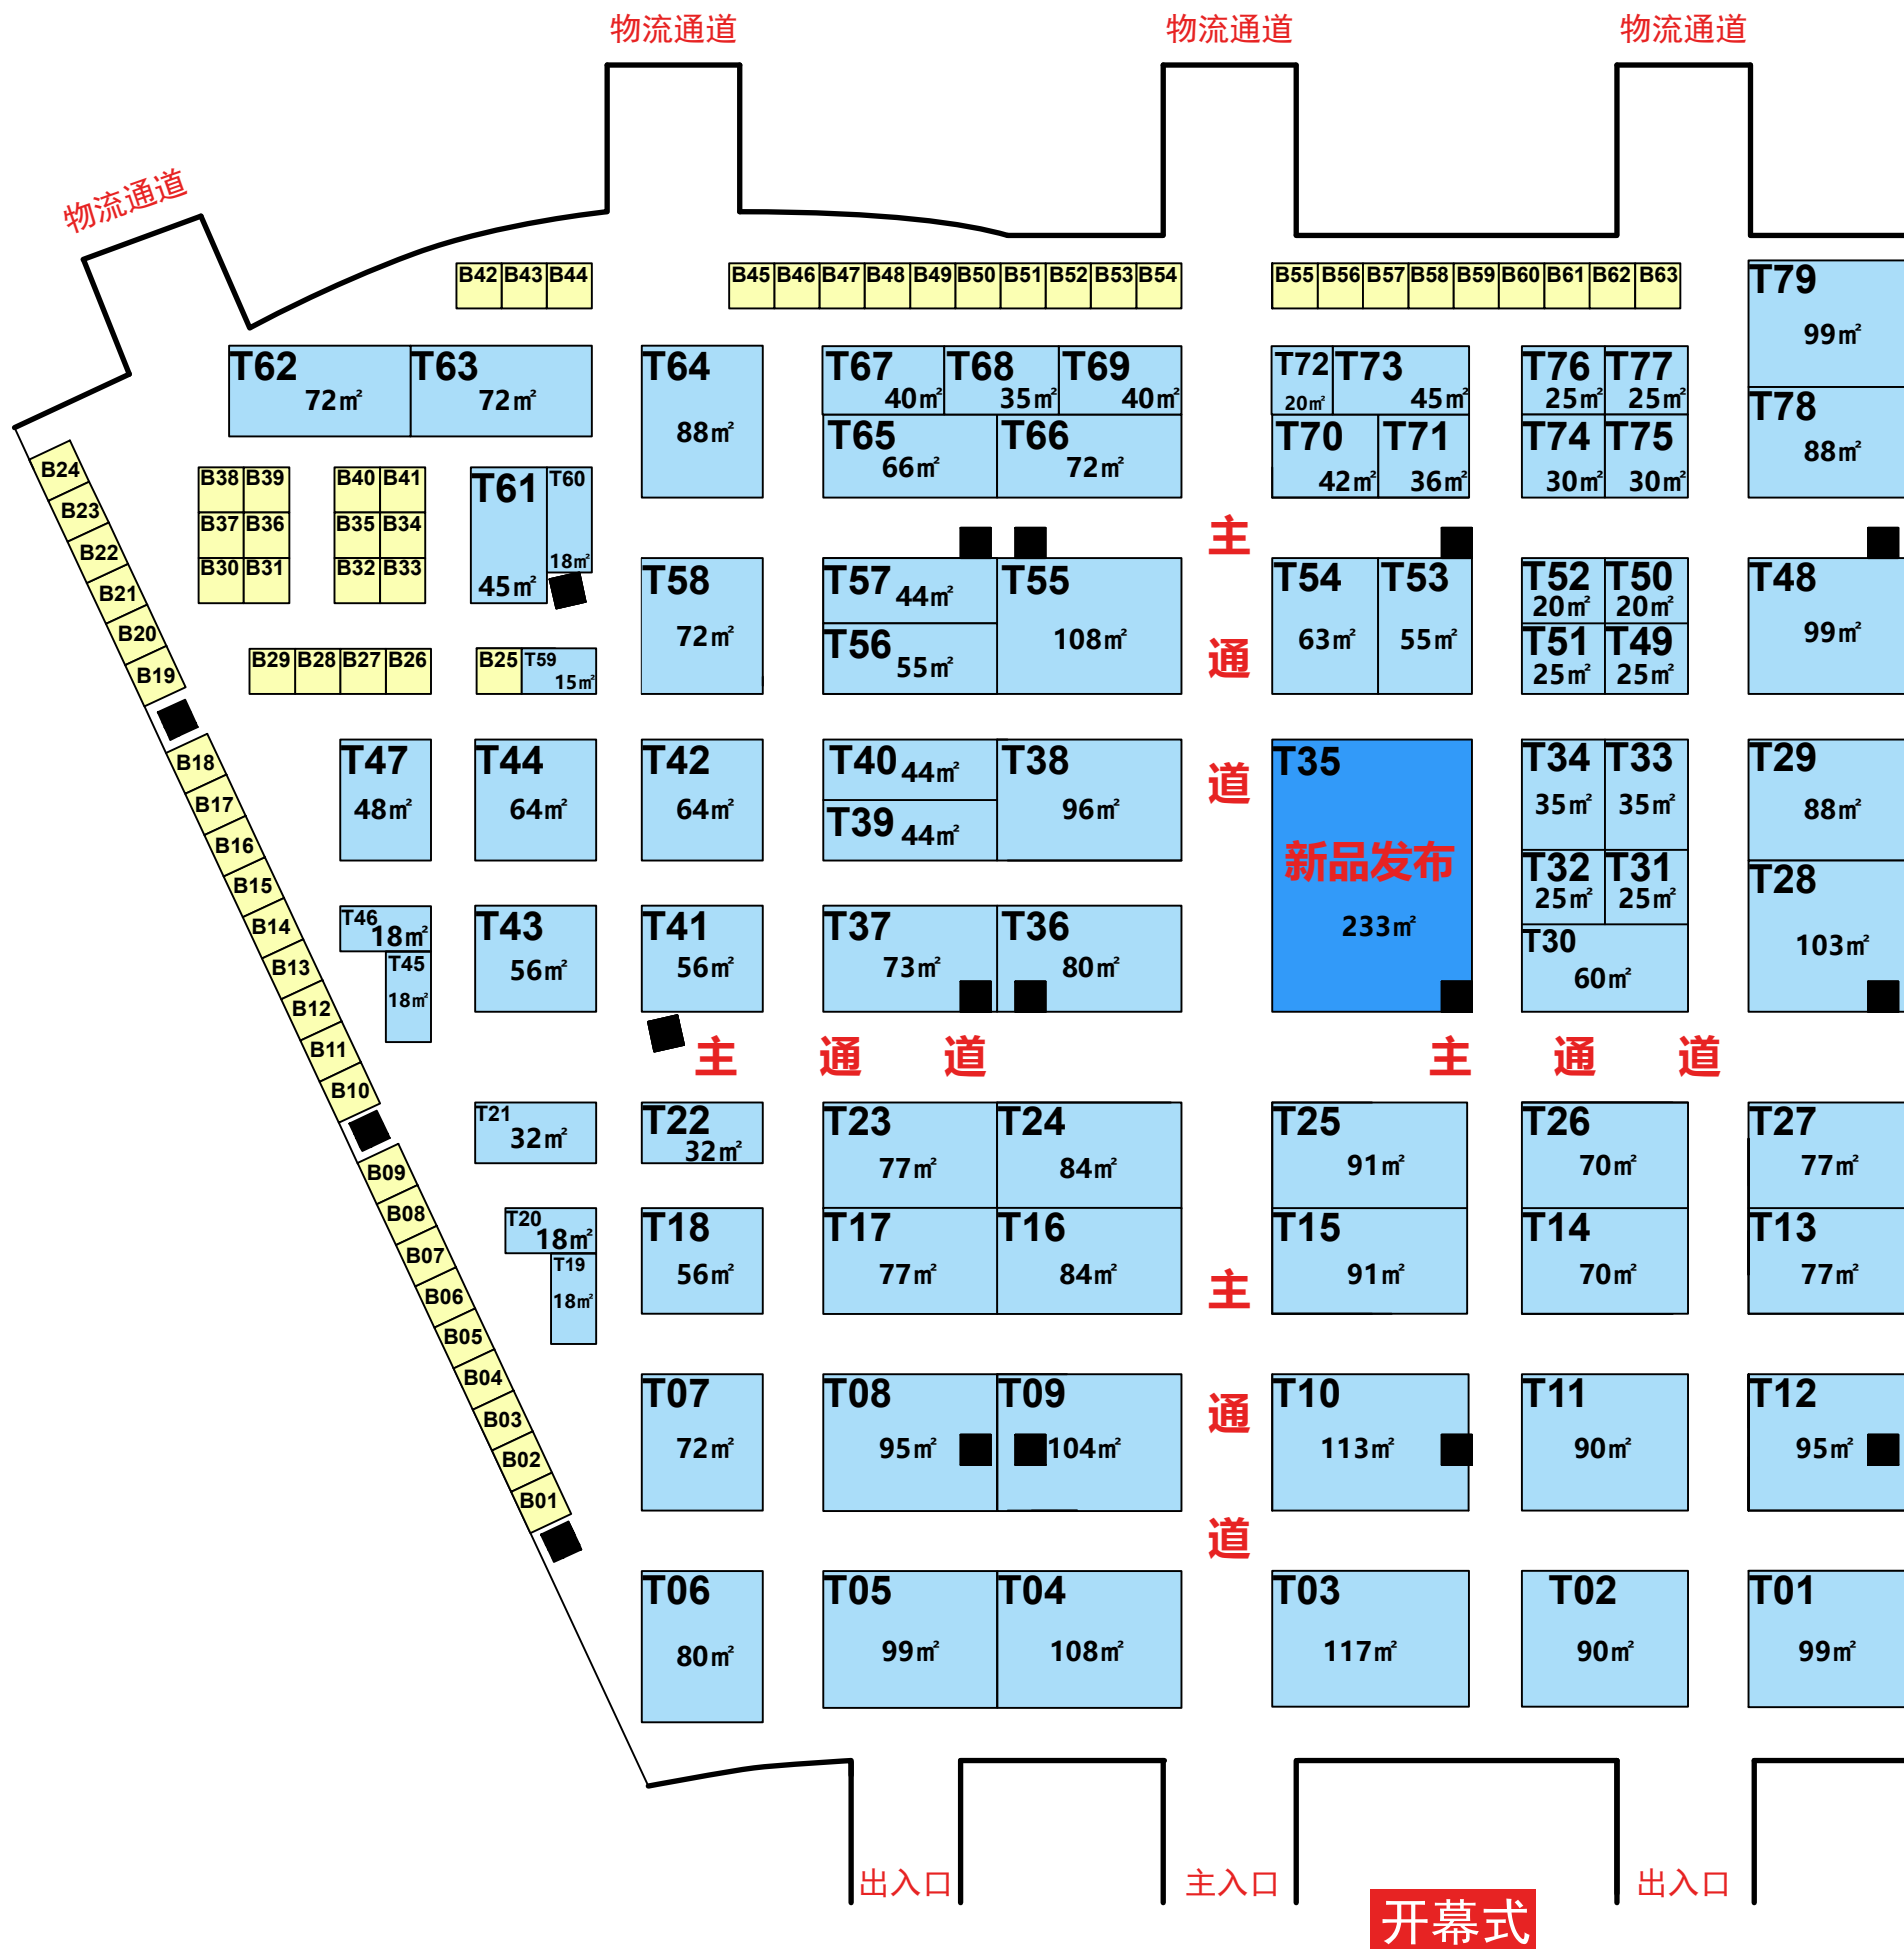 物流通道
物流通道
物流通道
物流通道
B42 B43 B44
B45 B46 B47 B48 B49 B50 B51 B52 B53 B54
B55 B56 B57 B58 B59 B60 B61 B62 B63
T79
99㎡
T62
72㎡
T63
72㎡
T64
88㎡
T67
40㎡
T68
35㎡
T69
40㎡
T65
66㎡
T66
72㎡
T72
20㎡
T73
45㎡
T70
42㎡
T71
36㎡
T76
25㎡
T77
25㎡
T74
30㎡
T75
30㎡
T78
88㎡
B24
B23
B22
B21
B20
B19
B38 B39
B37 B36
B30 B31
B40 B41
B35 B34
B32 B33
T61
45㎡
T60
18㎡
B29 B28 B27 B26
B25
T59
15㎡
T58
72㎡
T57 44㎡
T56 55㎡
T55
108㎡
主
通
道
T54
63㎡
T53
55㎡
T52
20㎡
T50
20㎡
T51
25㎡
T49
25㎡
T48
99㎡
B18
B17
B16
B15
B14
B13
B12
B11
B10
T47
48㎡
T44
64㎡
T42
64㎡
T40 44㎡
T39 44㎡
T38
96㎡
T35
新品发布
233㎡
T34
35㎡
T33
35㎡
T32
25㎡
T31
25㎡
T30
60㎡
T29
88㎡
T28
103㎡
T46
18㎡
T45
18㎡
T43
56㎡
T41
56㎡
T37
73㎡
T36
80㎡
主 通 道
主 通 道
T21
32㎡
T22
32㎡
T23
77㎡
T24
84㎡
T25
91㎡
T26
70㎡
T27
77㎡
B09
B08
B07
B06
B05
B04
B03
B02
B01
T20
18㎡
T19
18㎡
T18
56㎡
T17
77㎡
T16
84㎡
主
通
道
T15
91㎡
T14
70㎡
T13
77㎡
T07
72㎡
T08
95㎡
T09
104㎡
T10
113㎡
T11
90㎡
T12
95㎡
T06
80㎡
T05
99㎡
T04
108㎡
T03
117㎡
T02
90㎡
T01
99㎡
出入口
主入口
出入口
开幕式